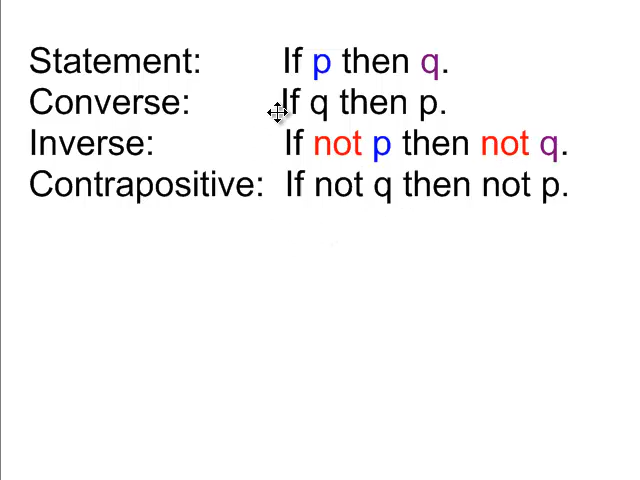 Statement: If p then q.
Converse: If q then p.
Inverse: If not p then not q.
Contrapositive: If not q then not p.